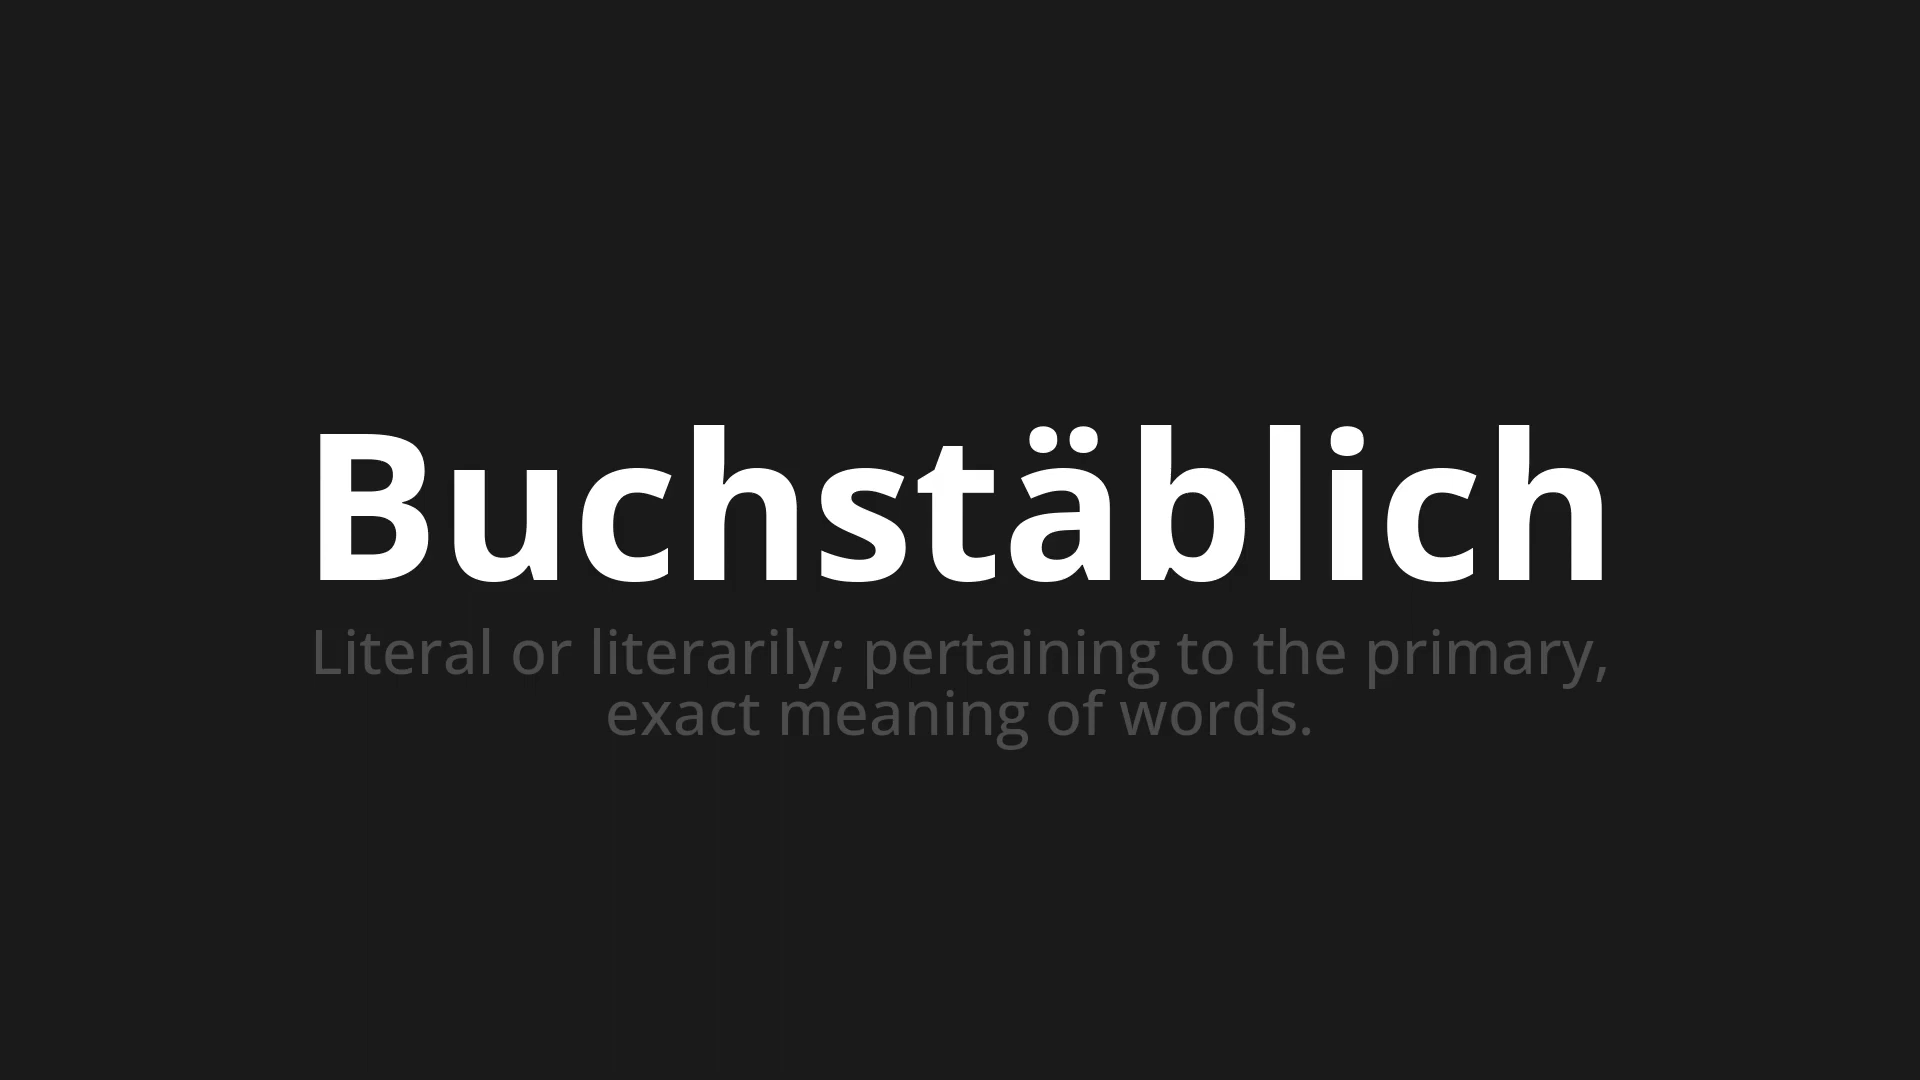 Buchstäblich
Literal or literarily; pertaining to the primary,
exact meaning of words.